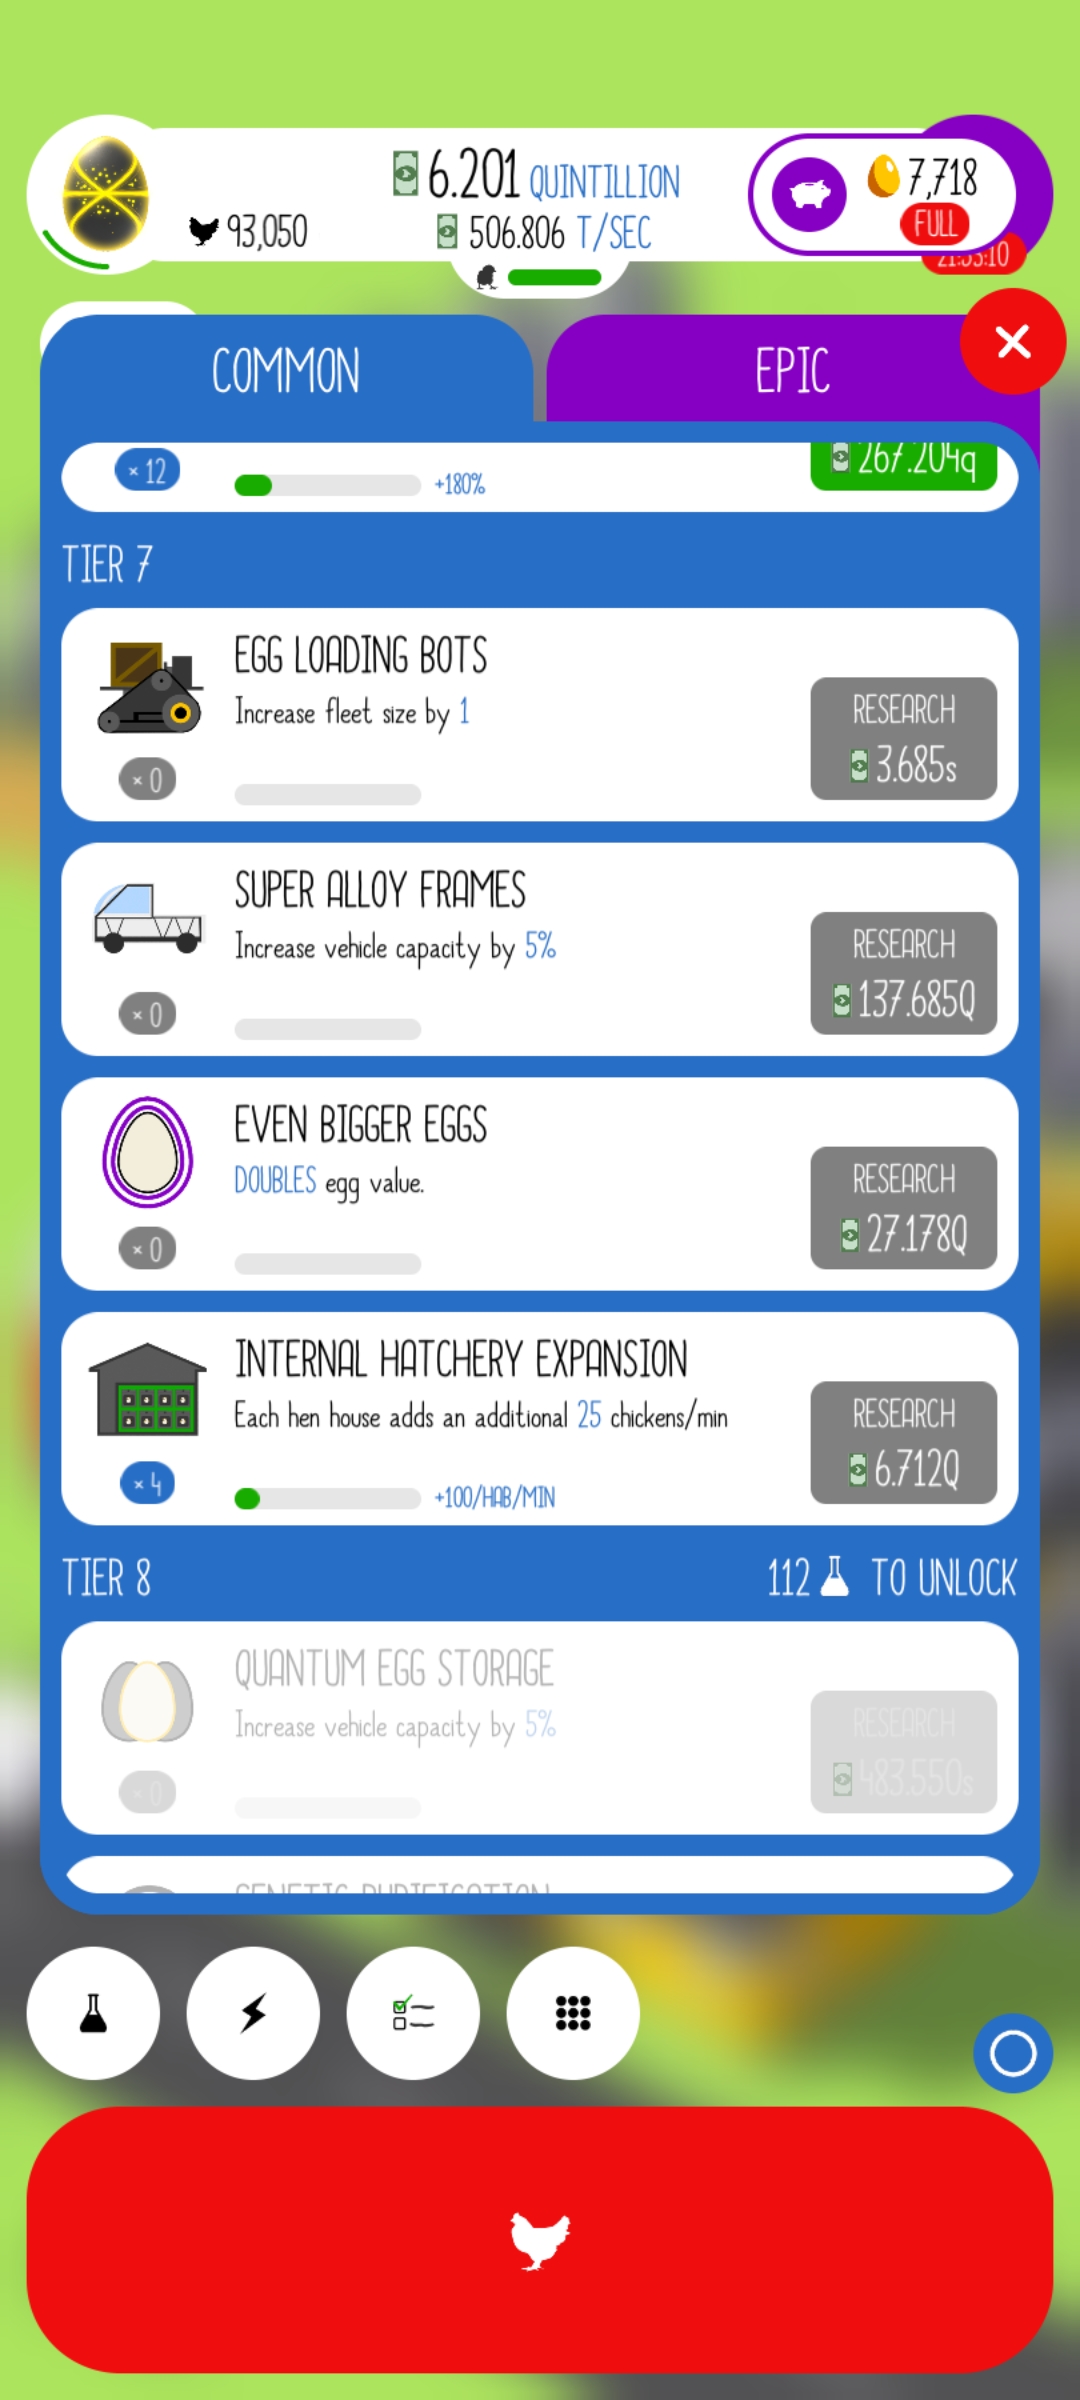 6.201 QUINTILLION
7,718
93,050
506.806 T/SEC
FULL
21:53:10
COMMON
EPIC
× 12
+180%
267.204q
TIER 7
EGG LOADING BOTS
Increase fleet size by 1
RESEARCH
3.685s
× 0
SUPER ALLOY FRAMES
Increase vehicle capacity by 5%
RESEARCH
137.685Q
× 0
EVEN BIGGER EGGS
DOUBLES egg value.
RESEARCH
27.178Q
× 0
INTERNAL HATCHERY EXPANSION
Each hen house adds an additional 25 chickens/min
RESEARCH
6.712Q
× 4
+100/HAB/MIN
TIER 8
112 TO UNLOCK
QUANTUM EGG STORAGE
Increase vehicle capacity by 5%
RESEARCH
483.550s
× 0
GENETIC PURIFICATION